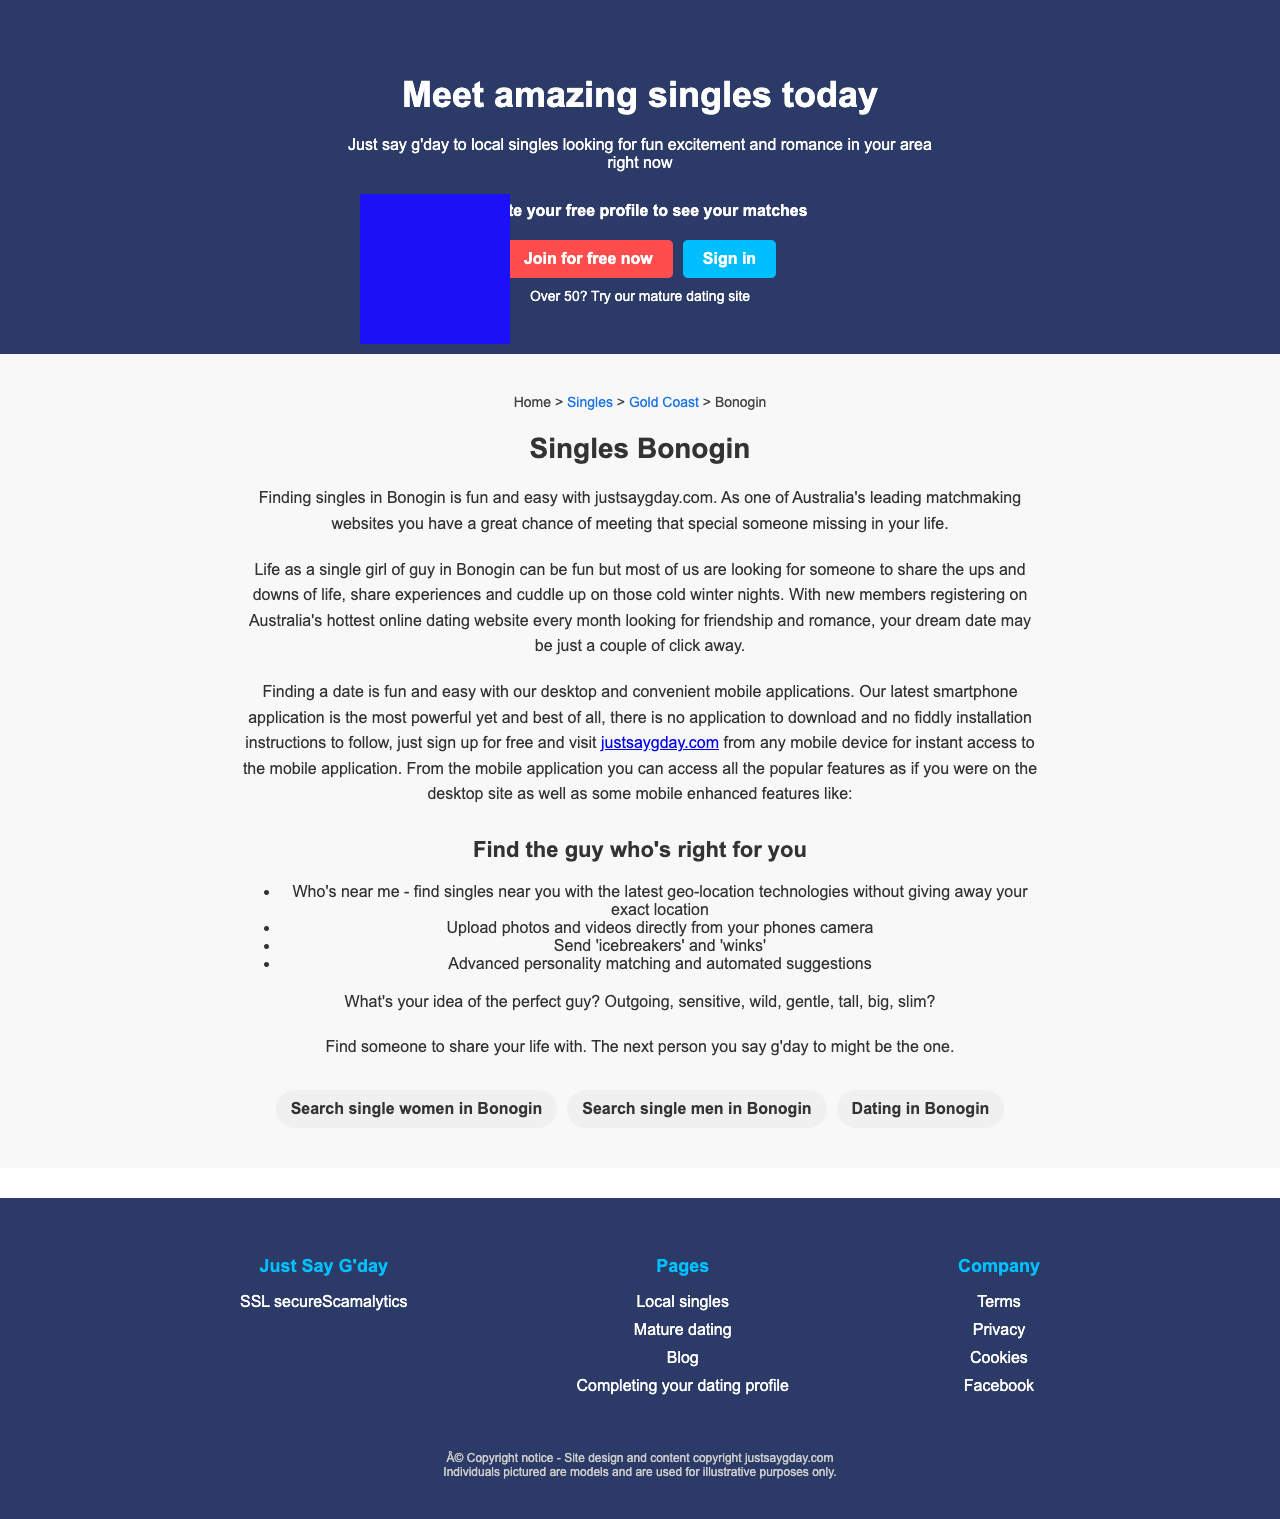 Meet amazing singles today
Just say g'day to local singles looking for fun excitement and romance in your area
right now
your free profile to see your matches
Join for free now
Sign in
Over 50? Try our mature dating site
Home > Singles > Gold Coast > Bonogin
Singles Bonogin
Finding singles in Bonogin is fun and easy with justsaygday.com. As one of Australia's leading matchmaking
websites you have a great chance of meeting that special someone missing in your life.
Life as a single girl of guy in Bonogin can be fun but most of us are looking for someone to share the ups and
downs of life, share experiences and cuddle up on those cold winter nights. With new members registering on
Australia's hottest online dating website every month looking for friendship and romance, your dream date may
be just a couple of click away.
Finding a date is fun and easy with our desktop and convenient mobile applications. Our latest smartphone
application is the most powerful yet and best of all, there is no application to download and no fiddly installation
instructions to follow, just sign up for free and visit justsaygday.com from any mobile device for instant access to
the mobile application. From the mobile application you can access all the popular features as if you were on the
desktop site as well as some mobile enhanced features like:
Find the guy who's right for you
• Who's near me - find singles near you with the latest geo-location technologies without giving away your
exact location
• Upload photos and videos directly from your phones camera
• Send 'icebreakers' and 'winks'
• Advanced personality matching and automated suggestions
What's your idea of the perfect guy? Outgoing, sensitive, wild, gentle, tall, big, slim?
Find someone to share your life with. The next person you say g'day to might be the one.
Search single women in Bonogin
Search single men in Bonogin
Dating in Bonogin
Just Say G'day
SSL secureScamalytics
Pages
Local singles
Mature dating
Blog
Completing your dating profile
Company
Terms
Privacy
Cookies
Facebook
Â© Copyright notice - Site design and content copyright justsaygday.com
Individuals pictured are models and are used for illustrative purposes only.